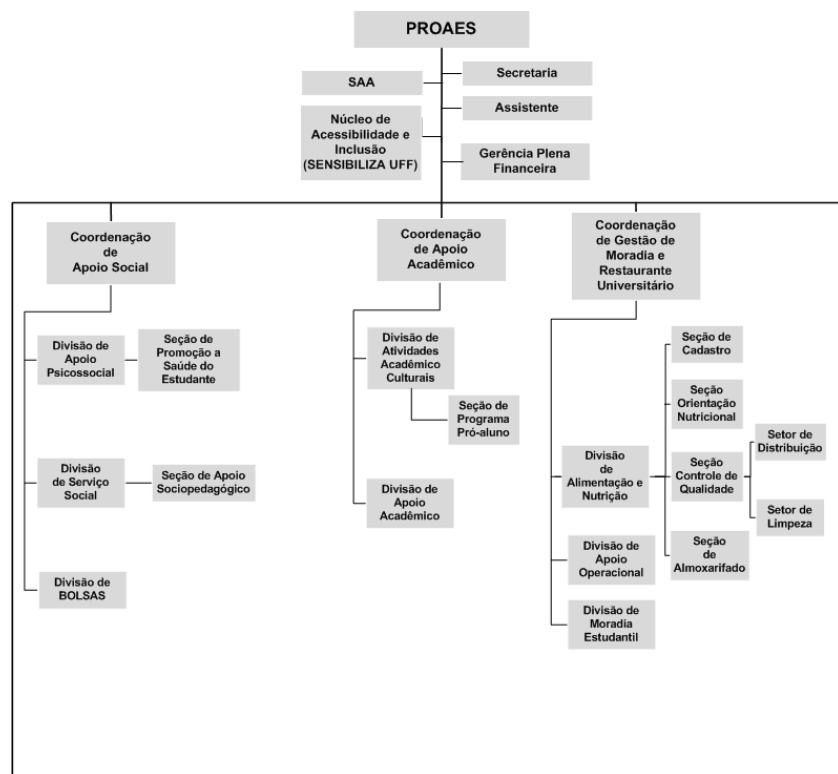 PROAES
SAA
Secretaria
Assistente
Núcleo de
Acessibilidade e
Inclusão
(SENSIBILIZA UFF)
Gerência Plena
Financeira
Coordenação
de
Apoio Social
Divisão de
Apoio
Psicossocial
Seção de
Promoção a
Saúde do
Estudante
Divisão
de Serviço
Social
Seção de Apoio
Sociopedagógico
Divisão de
BOLSAS
Coordenação
de Apoio
Acadêmico
Divisão de
Atividades
Acadêmico
Culturais
Seção de
Programa
Pró-aluno
Divisão de
Apoio
Acadêmico
Coordenação
de Gestão de
Moradia e
Restaurante
Universitário
Divisão
de
Alimentação e
Nutrição
Seção de
Cadastro
Seção
Orientação
Nutricional
Seção
Controle de
Qualidade
Setor de
Distribuição
Setor de
Limpeza
Seção
de
Almoxarifado
Divisão de
Apoio
Operacional
Divisão de
Moradia
Estudantil